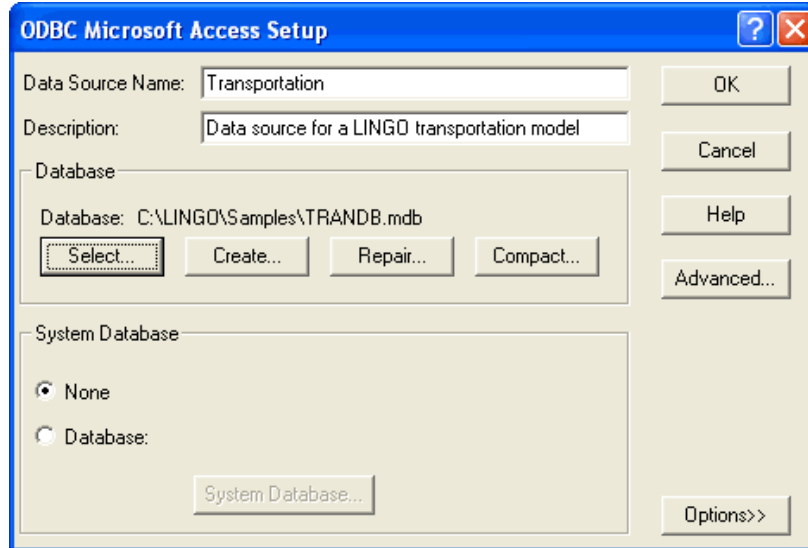 ODBC Microsoft Access Setup
Data Source Name: Transportation
OK
Description: Data source for a LINGO transportation model
Cancel
Database
Database: C:\LINGO\Samples\TRANDB.mdb
Help
Select... Create... Repair... Compact...
Advanced...
System Database
None
Database:
System Database...
Options>>